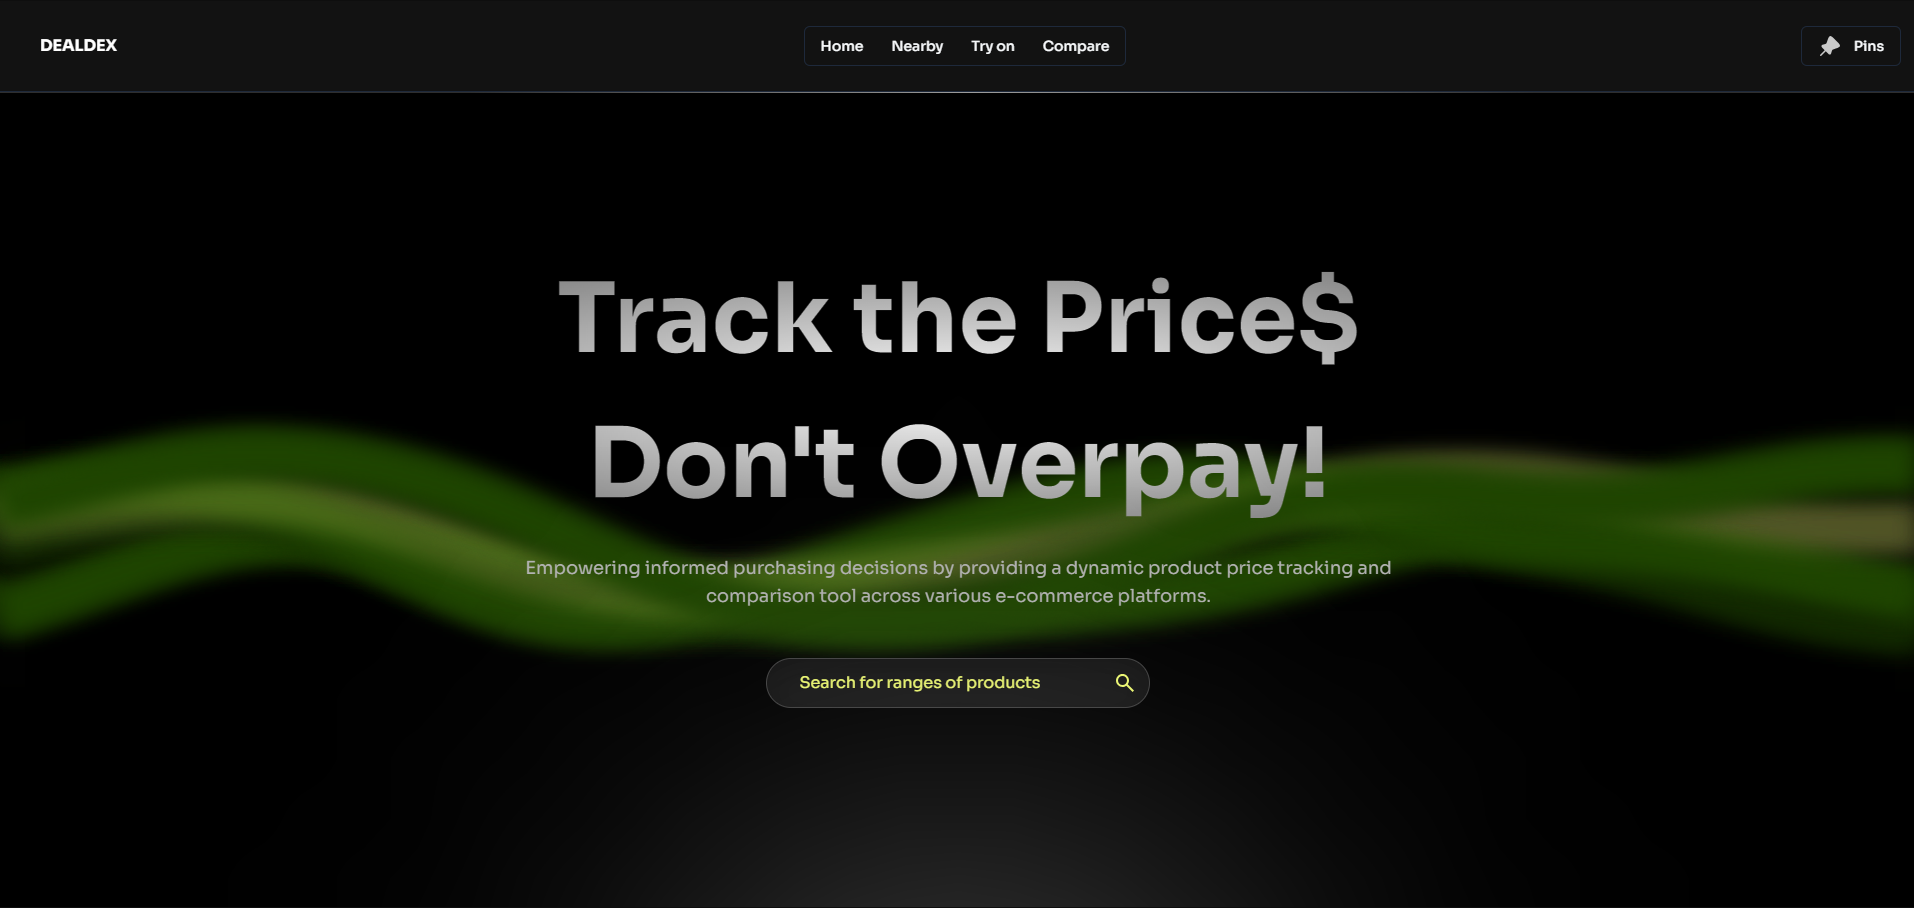 DEALDEX
Home Nearby Try on Compare
Pins
Track the Price$
Don't Overpay!
Empowering informed purchasing decisions by providing a dynamic product price tracking and
comparison tool across various e-commerce platforms.
Search for ranges of products